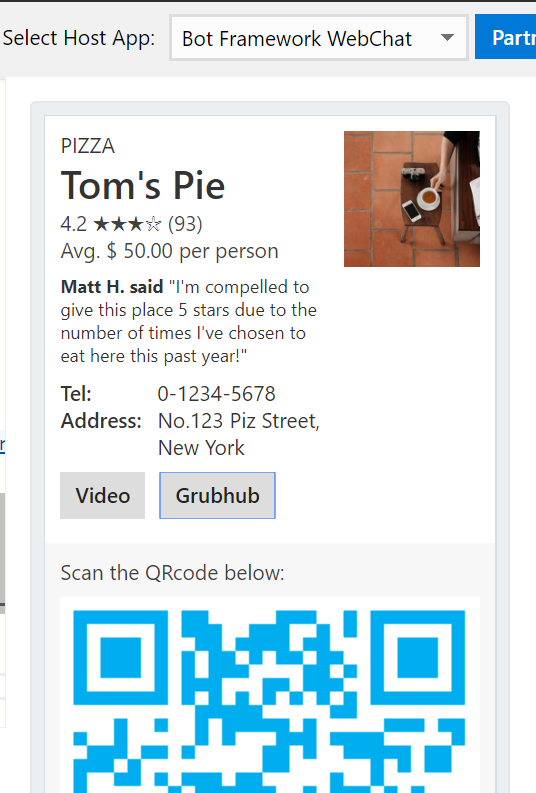 Select Host App:
Bot Framework WebChat
PIZZA
Tom's Pie
4.2 ★★★☆ (93)
Avg. $ 50.00 per person
Matt H. said "I'm compelled to
give this place 5 stars due to the
number of times I've chosen to
eat here this past year!"
Tel: 0-1234-5678
Address: No.123 Piz Street,
New York
Video
Grubhub
Scan the QRcode below: